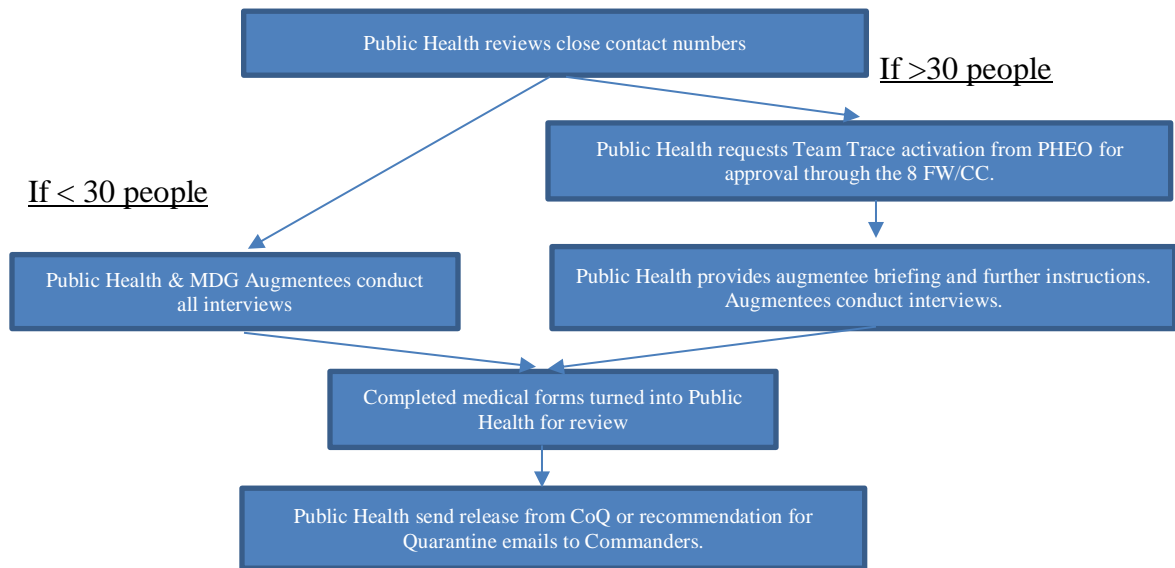 Public Health reviews close contact numbers
If >30 people
Public Health requests Team Trace activation from PHEO for
approval through the 8 FW/CC.
If < 30 people
Public Health & MDG Augmentees conduct
all interviews
Public Health provides augmentee briefing and further instructions.
Augmentees conduct interviews.
Completed medical forms turned into Public
Health for review
Public Health send release from CoQ or recommendation for
Quarantine emails to Commanders.